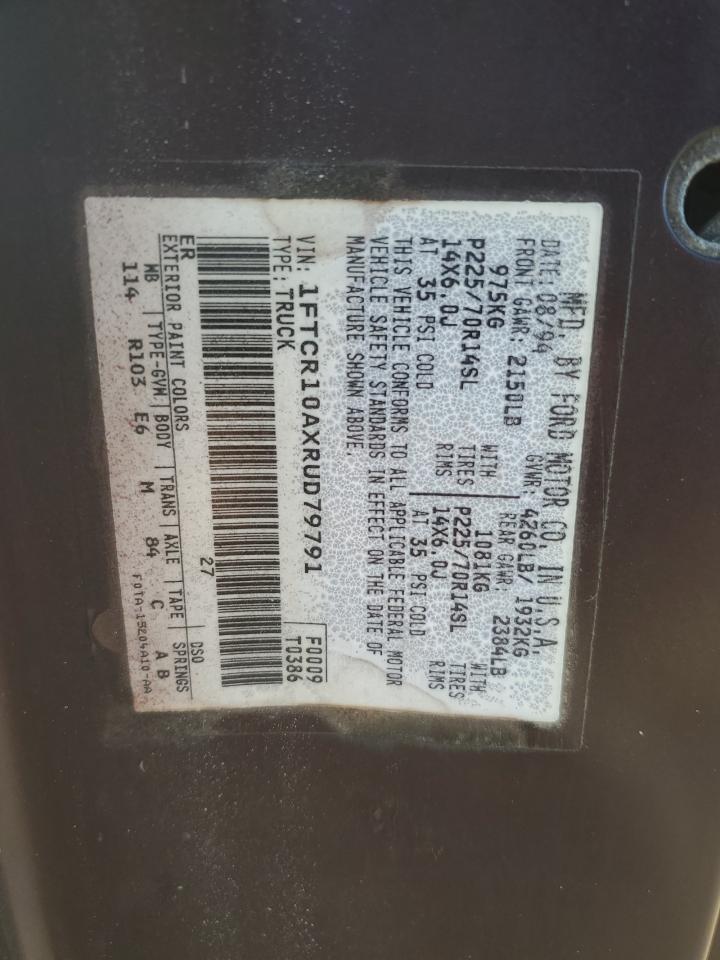 MFD. BY FORD MOTOR CO. IN U.S.A.
DATE: 08/94 GVWR: 4260LB/ 1932KG
FRONT GAWR: 2150LB REAR GAWR: 2384LB
975KG WITH 1081KG WITH
P225/70R14SL TIRES P225/70R14SL TIRES
14X6.0J RIMS 14X6.0J RIMS
AT 35 PSI COLD AT 35 PSI COLD
THIS VEHICLE CONFORMS TO ALL APPLICABLE FEDERAL MOTOR
VEHICLE SAFETY STANDARDS IN EFFECT ON THE DATE OF
MANUFACTURE SHOWN ABOVE.
VIN: 1FTCR10AXRUD79791 F0009
TYPE: TRUCK T0386
27
ER
EXTERIOR PAINT COLORS DSO
WB TYPE-GVW BODY TRANS AXLE TAPE SPRINGS
114 R103 E6 M 84 C A B
F0TA-15204A10-AA